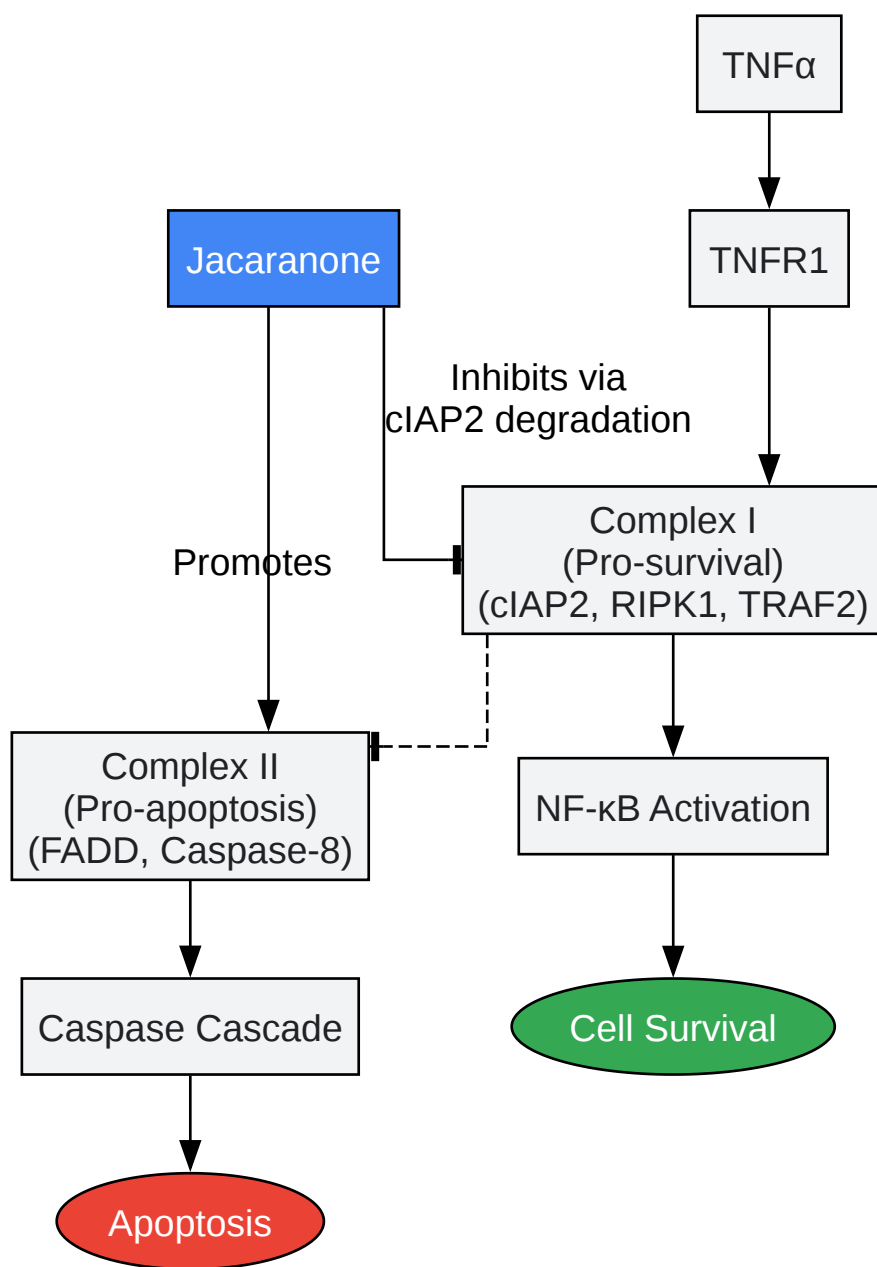 TNFα
Jacaranone
TNFR1
Inhibits via
cIAP2 degradation
Promotes
Complex I
(Pro-survival)
(cIAP2, RIPK1, TRAF2)
Complex II
(Pro-apoptosis)
(FADD, Caspase-8)
NF-κB Activation
Caspase Cascade
Cell Survival
Apoptosis